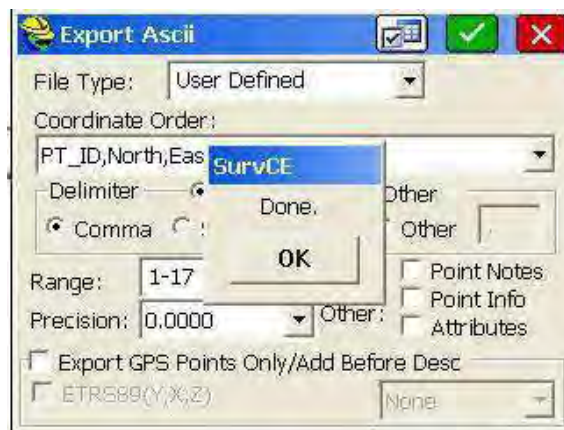 Export Ascii
File Type: User Defined
Coordinate Order:
PT_ID,North,Eas
SurvCE
Delimiter Other
Done.
Comma Other
OK
Range: 1-17 Point Notes
Point Info
Precision: 0.0000 Other: Attributes
Export GPS Points Only/Add Before Desc
ETRS89(Y,X,Z) None